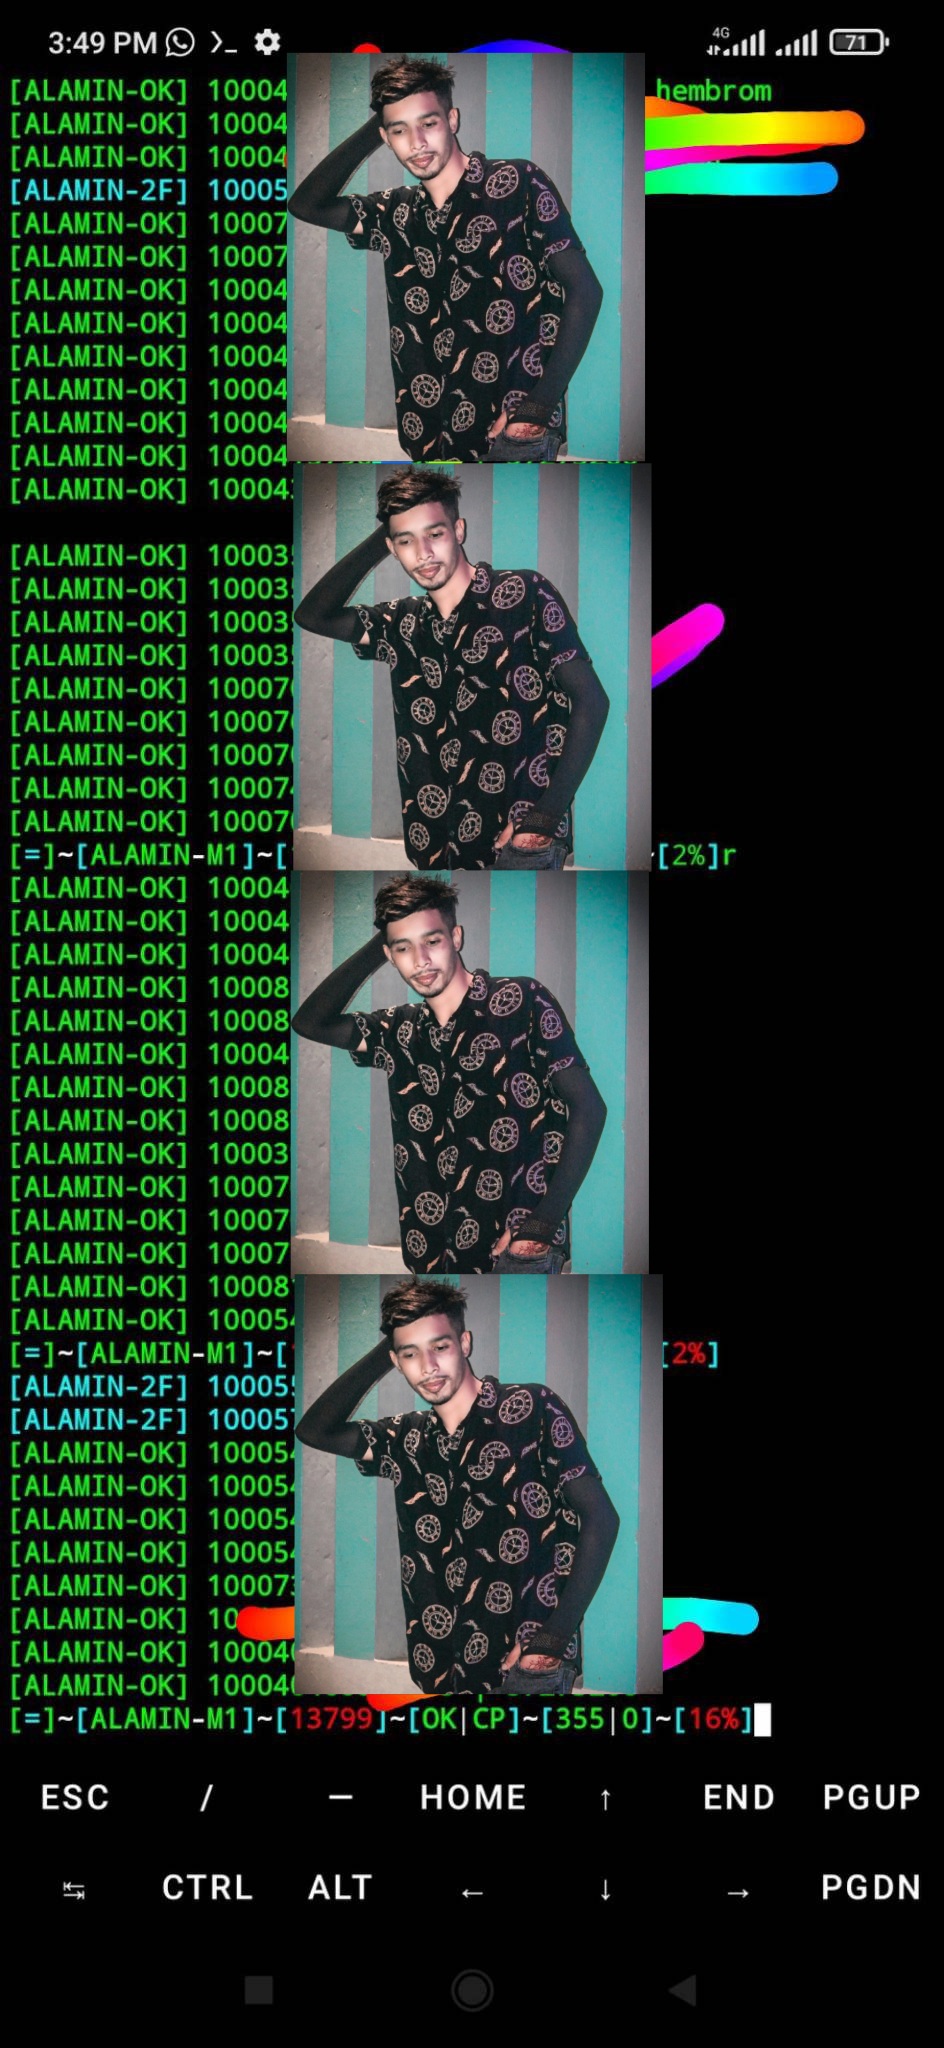 3:49 PM 4G 71
[ALAMIN-OK] 10004 hembrom
[ALAMIN-OK] 10004
[ALAMIN-OK] 10004
[ALAMIN-2F] 10005
[ALAMIN-OK] 10007
[ALAMIN-OK] 10007
[ALAMIN-OK] 10004
[ALAMIN-OK] 10004
[ALAMIN-OK] 10004
[ALAMIN-OK] 10004
[ALAMIN-OK] 10004
[ALAMIN-OK] 10004
[ALAMIN-OK] 10004
[ALAMIN-OK] 10003
[ALAMIN-OK] 10003
[ALAMIN-OK] 10003
[ALAMIN-OK] 10003
[ALAMIN-OK] 10007
[ALAMIN-OK] 10007
[ALAMIN-OK] 10007
[ALAMIN-OK] 10007
[ALAMIN-OK] 10007
[=]~[ALAMIN-M1]~[ [2%]r
[ALAMIN-OK] 10004
[ALAMIN-OK] 10004
[ALAMIN-OK] 10004
[ALAMIN-OK] 10008
[ALAMIN-OK] 10008
[ALAMIN-OK] 10004
[ALAMIN-OK] 10008
[ALAMIN-OK] 10008
[ALAMIN-OK] 10003
[ALAMIN-OK] 10007
[ALAMIN-OK] 10007
[ALAMIN-OK] 10007
[ALAMIN-OK] 10008
[ALAMIN-OK] 10005
[=]~[ALAMIN-M1]~[ [2%]
[ALAMIN-2F] 10005
[ALAMIN-2F] 10005
[ALAMIN-OK] 10005
[ALAMIN-OK] 10005
[ALAMIN-OK] 10005
[ALAMIN-OK] 10005
[ALAMIN-OK] 10007
[ALAMIN-OK] 10
[ALAMIN-OK] 10004
[ALAMIN-OK] 10004
[=]~[ALAMIN-M1]~[13799]~[OK|CP]~[355|0]~[16%]
ESC / — HOME ↑ END PGUP
↹ CTRL ALT ← ↓ → PGDN